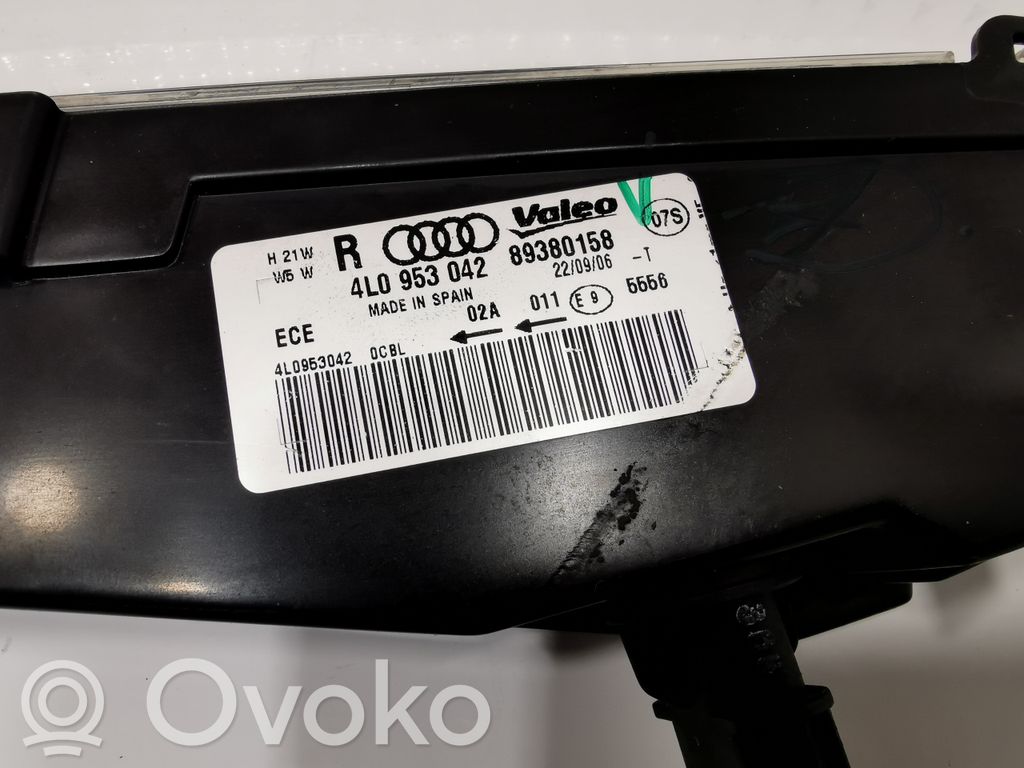 H 21W
W5 W
R Valeo 07S
4L0 953 042 89380158
MADE IN SPAIN 22/09/06 -T
ECE 02A 011 E 9 5556
4L0953042 0CBL
Ovoko